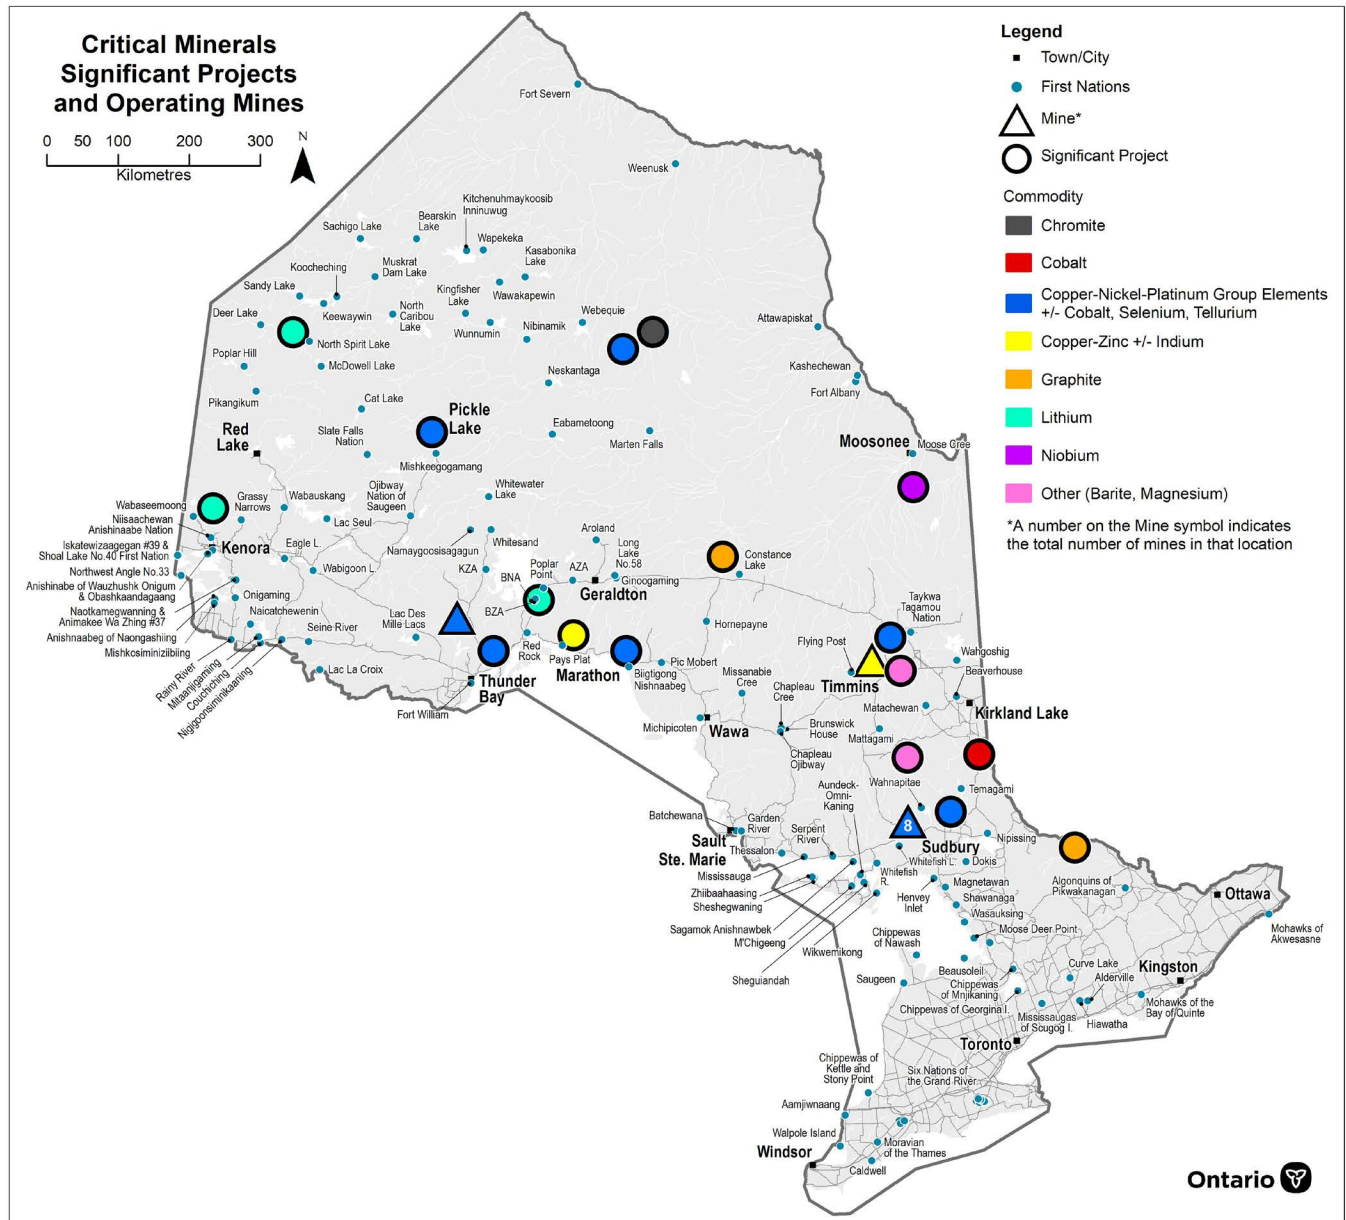 Critical Minerals
Significant Projects
and Operating Mines
0 50 100 200 300
Kilometres
N
Legend
Town/City
First Nations
Mine*
Significant Project
Commodity
Chromite
Cobalt
Copper-Nickel-Platinum Group Elements
+/- Cobalt, Selenium, Tellurium
Copper-Zinc +/- Indium
Graphite
Lithium
Niobium
Other (Barite, Magnesium)
*A number on the Mine symbol indicates
the total number of mines in that location
Fort Severn
Weenusk
Kitchenuhmaykoosib
Inninuwug
Bearskin
Lake
Sachigo Lake
Wapekeka
Kasabonika
Lake
Koocheching
Muskrat
Dam Lake
Sandy Lake
Kingfisher
Lake
Wawakapewin
Deer Lake
Keewaywin
North
Caribou
Lake
Wunnumin
Nibinamik
Webequie
Attawapiskat
North Spirit Lake
Poplar Hill
McDowell Lake
Neskantaga
Kashechewan
Fort Albany
Pikangikum
Cat Lake
Pickle
Lake
Red
Lake
Slate Falls
Nation
Eabametoong
Marten Falls
Moosonee
Moose Cree
Mishkeegogamang
Ojibway
Nation of
Saugeen
Whitewater
Lake
Wabaseemoong
Grassy
Narrows
Wabauskang
Niisaachewan
Anishinaabe Nation
Lac Seul
Iskatewizaagegan #39 &
Shoal Lake No.40 First Nation
Kenora
Eagle L.
Namaygoosisagagun
Whitesand
Aroland
Long
Lake
No.58
Constance
Lake
Northwest Angle No.33
Wabigoon L.
KZA
BNA
Poplar
Point
AZA
Ginoogaming
Anishinabe of Wauzhushk Onigum
& Obashkaandagaang
Onigaming
BZA
Geraldton
Naotkamegwanning &
Animakee Wa Zhing #37
Naicatchewenin
Lac Des
Mille Lacs
Taykwa
Tagamou
Nation
Anishnaabeg of Naongashiing
Seine River
Hornepayne
Mishkosiminiziibiing
Red
Rock
Pays Plat
Flying Post
Wahgoshig
Rainy River
Mitaanjigaming
Couchiching
Nigigoonsiminikaaning
Lac La Croix
Thunder
Bay
Marathon
Biigtigong
Nishnaabeg
Pic Mobert
Missanabie
Cree
Beaverhouse
Timmins
Fort William
Chapleau
Cree
Matachewan
Kirkland Lake
Michipicoten
Wawa
Brunswick
House
Mattagami
Chapleau
Ojibway
Aundeck-
Omni-
Kaning
Wahnapitae
Temagami
Batchewana
Garden
River
Serpent
River
8
Sudbury
Nipissing
Sault
Ste. Marie
Thessalon
Whitefish L.
Dokis
Mississauga
Whitefish
R.
Magnetawan
Algonquins of
Pikwakanagan
Ottawa
Zhiibaahaasing
Sheshegwaning
Henvey
Inlet
Shawanaga
Wasauksing
Sagamok Anishnawbek
Moose Deer Point
Mohawks of
Akwesasne
M'Chigeeng
Wikwemikong
Chippewas
of Nawash
Sheguiandah
Saugeen
Beausoleil
Curve Lake
Alderville
Kingston
Chippewas
of Mnjikaning
Chippewas of Georgina I.
Mississaugas
of Scugog I.
Hiawatha
Mohawks of the
Bay of Quinte
Toronto
Chippewas of
Kettle and
Stony Point
Six Nations of
the Grand River
Aamjiwnaang
Walpole Island
Moravian
of the Thames
Windsor
Caldwell
Ontario